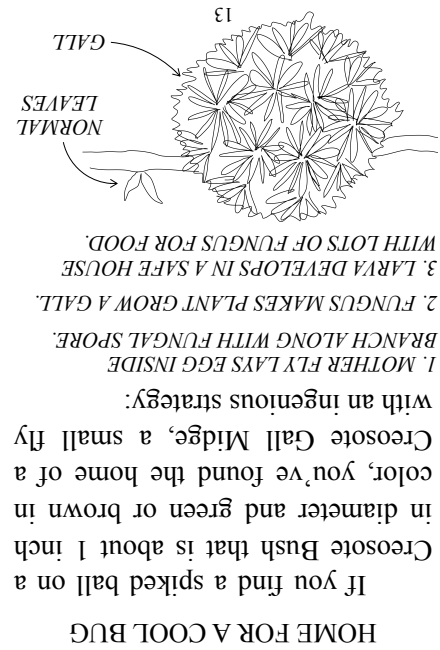 HOME FOR A COOL BUG
If you find a spiked ball on a
Creosote Bush that is about 1 inch
in diameter and green or brown in
color, you've found the home of a
Creosote Gall Midge, a small fly
with an ingenious strategy:
1. MOTHER FLY LAYS EGG INSIDE
BRANCH ALONG WITH FUNGAL SPORE.
2. FUNGUS MAKES PLANT GROW A GALL.
3. LARVA DEVELOPS IN A SAFE HOUSE
WITH LOTS OF FUNGUS FOR FOOD.
NORMAL
LEAVES
GALL
13